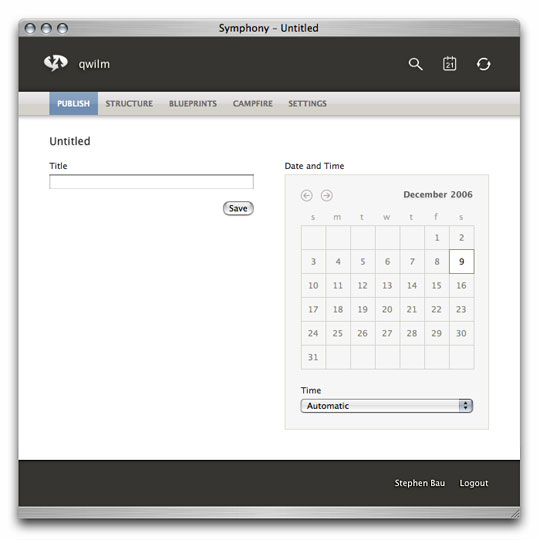 Symphony – Untitled
qwilm
21
PUBLISH STRUCTURE BLUEPRINTS CAMPFIRE SETTINGS
Untitled
Title
Save
Date and Time
December 2006
s m t w t f s
1 2
3 4 5 6 7 8 9
10 11 12 13 14 15 16
17 18 19 20 21 22 23
24 25 26 27 28 29 30
31
Time
Automatic
Stephen Bau Logout